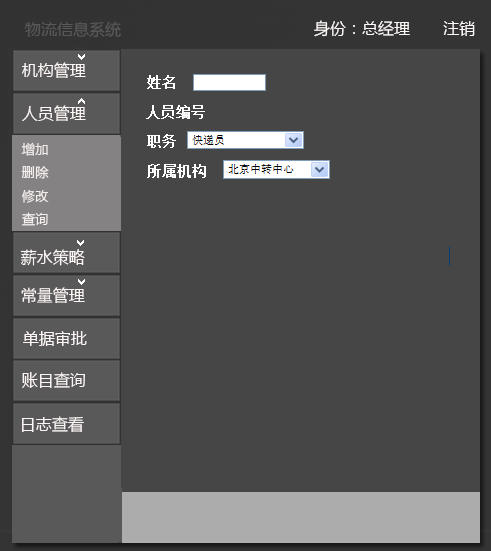 物流信息系统 身份：总经理 注销
机构管理
人员管理
增加
删除
修改
查询
薪水策略
常量管理
单据审批
账目查询
日志查看
姓名
人员编号
职务 快递员
所属机构 北京中转中心